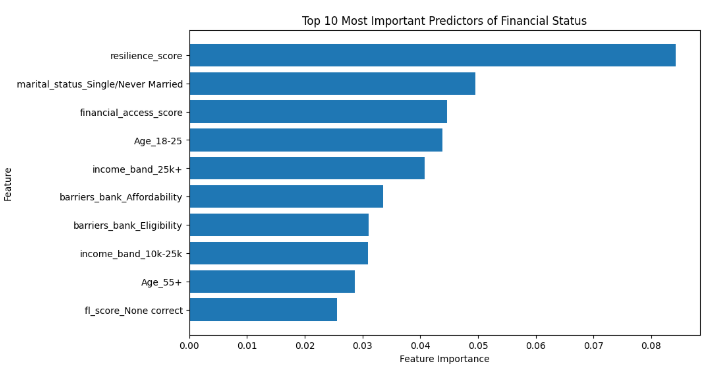 Top 10 Most Important Predictors of Financial Status
Feature
resilience_score
marital_status_Single/Never Married
financial_access_score
Age_18-25
income_band_25k+
barriers_bank_Affordability
barriers_bank_Eligibility
income_band_10k-25k
Age_55+
fl_score_None correct
0.00 0.01 0.02 0.03 0.04 0.05 0.06 0.07 0.08
Feature Importance